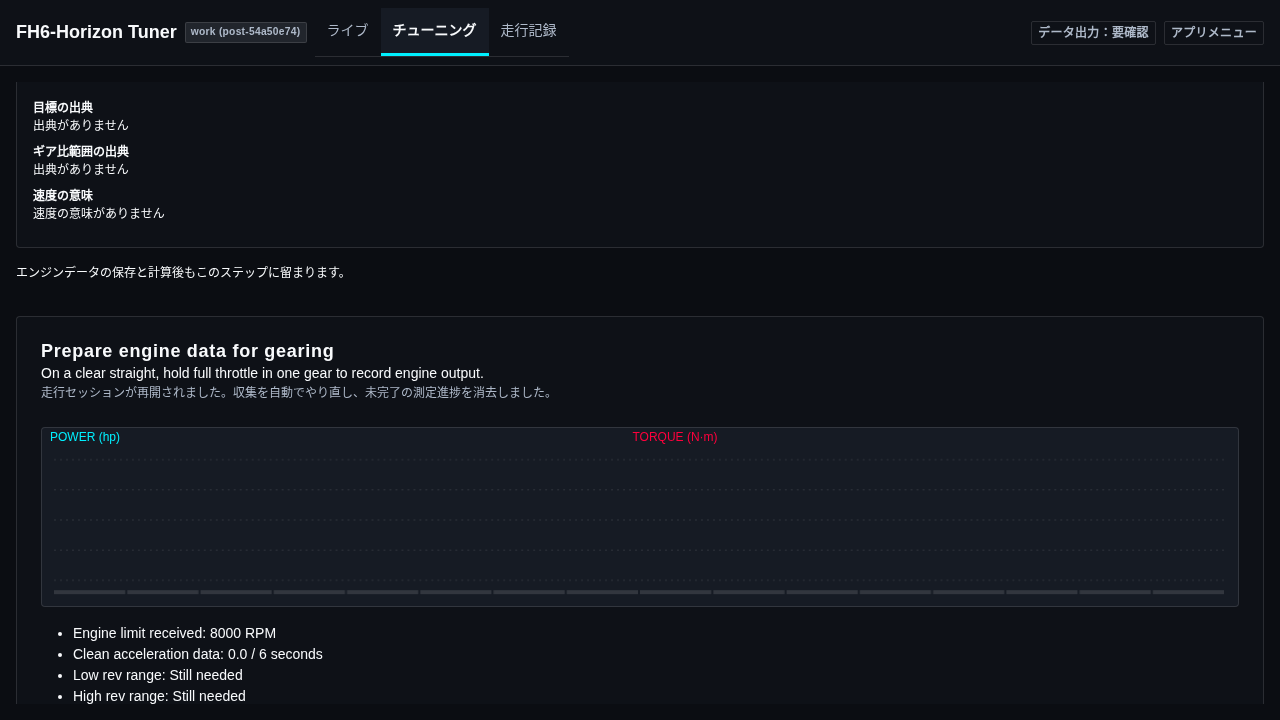 FH6-Horizon Tuner
work (post-54a50e74)
ライブ
チューニング
走行記録
データ出力：要確認
アプリメニュー
目標の出典
出典がありません
ギア比範囲の出典
出典がありません
速度の意味
速度の意味がありません
エンジンデータの保存と計算後もこのステップに留まります。
Prepare engine data for gearing
On a clear straight, hold full throttle in one gear to record engine output.
走行セッションが再開されました。収集を自動でやり直し、未完了の測定進捗を消去しました。
POWER (hp)
TORQUE (N·m)
Engine limit received: 8000 RPM
Clean acceleration data: 0.0 / 6 seconds
Low rev range: Still needed
High rev range: Still needed